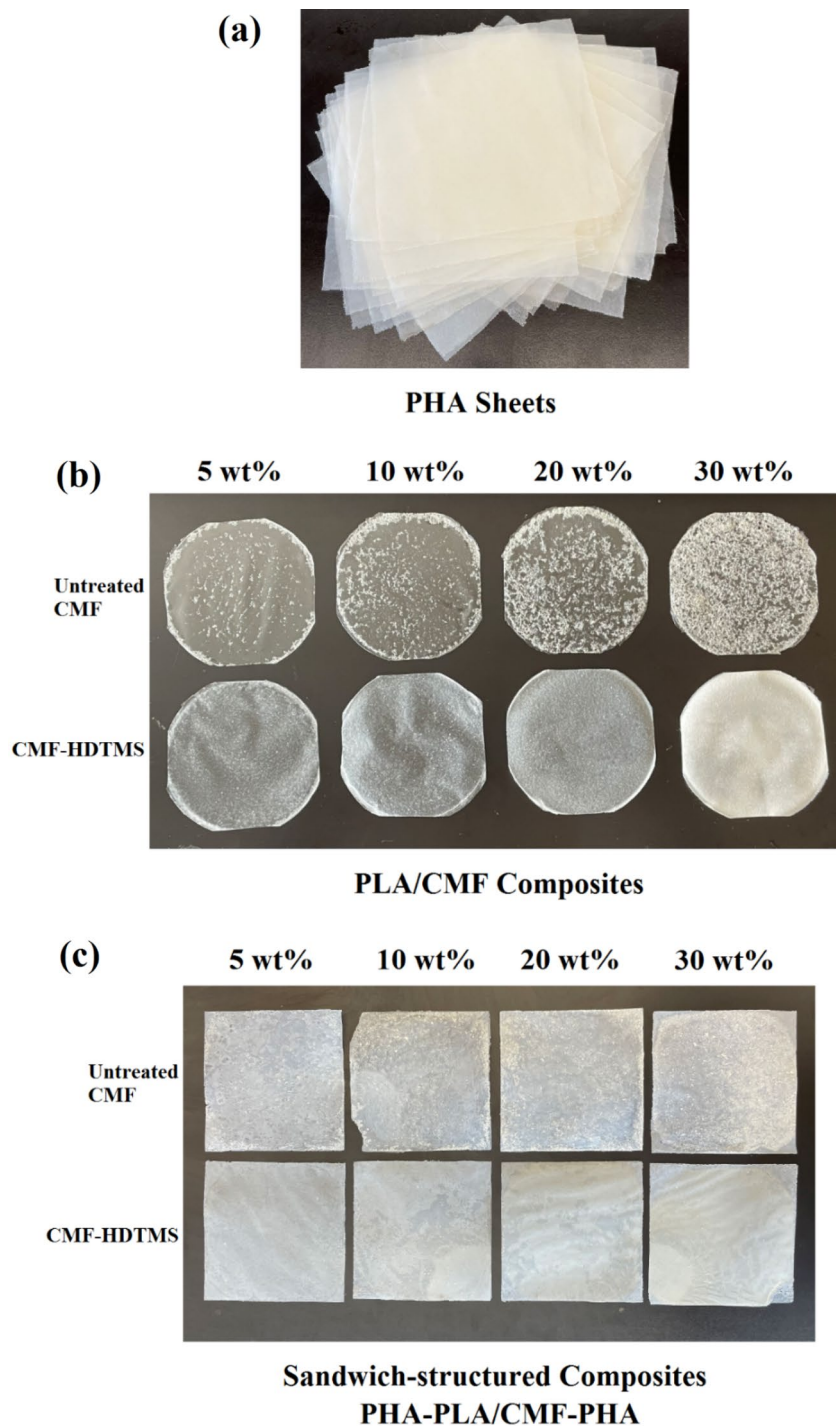 (a)
PHA Sheets
(b)
5 wt% 10 wt% 20 wt% 30 wt%
Untreated
CMF
CMF-HDTMS
PLA/CMF Composites
(c)
5 wt% 10 wt% 20 wt% 30 wt%
Untreated
CMF
CMF-HDTMS
Sandwich-structured Composites
PHA-PLA/CMF-PHA